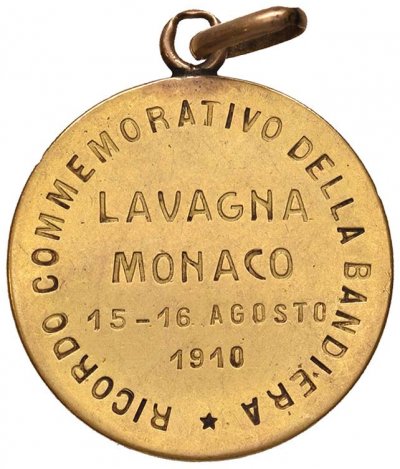 RICORDO COMMEMORATIVO DELLA BANDIERA ★
LAVAGNA
MONACO
15-16 AGOSTO
1910